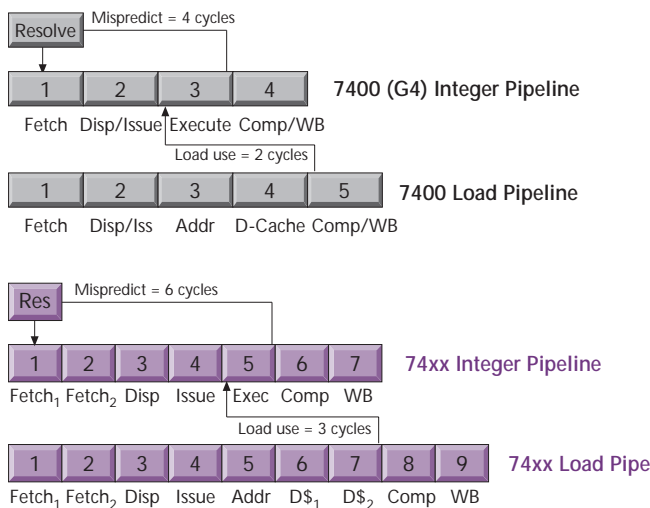 Mispredict = 4 cycles
Resolve
1 2 3 4 7400 (G4) Integer Pipeline
Fetch Disp/Issue Execute Comp/WB
Load use = 2 cycles
1 2 3 4 5 7400 Load Pipeline
Fetch Disp/Iss Addr D-Cache Comp/WB
Mispredict = 6 cycles
Res
1 2 3 4 5 6 7 74xx Integer Pipeline
Fetch₁ Fetch₂ Disp Issue Exec Comp WB
Load use = 3 cycles
1 2 3 4 5 6 7 8 9 74xx Load Pipe
Fetch₁ Fetch₂ Disp Issue Addr D$₁ D$₂ Comp WB